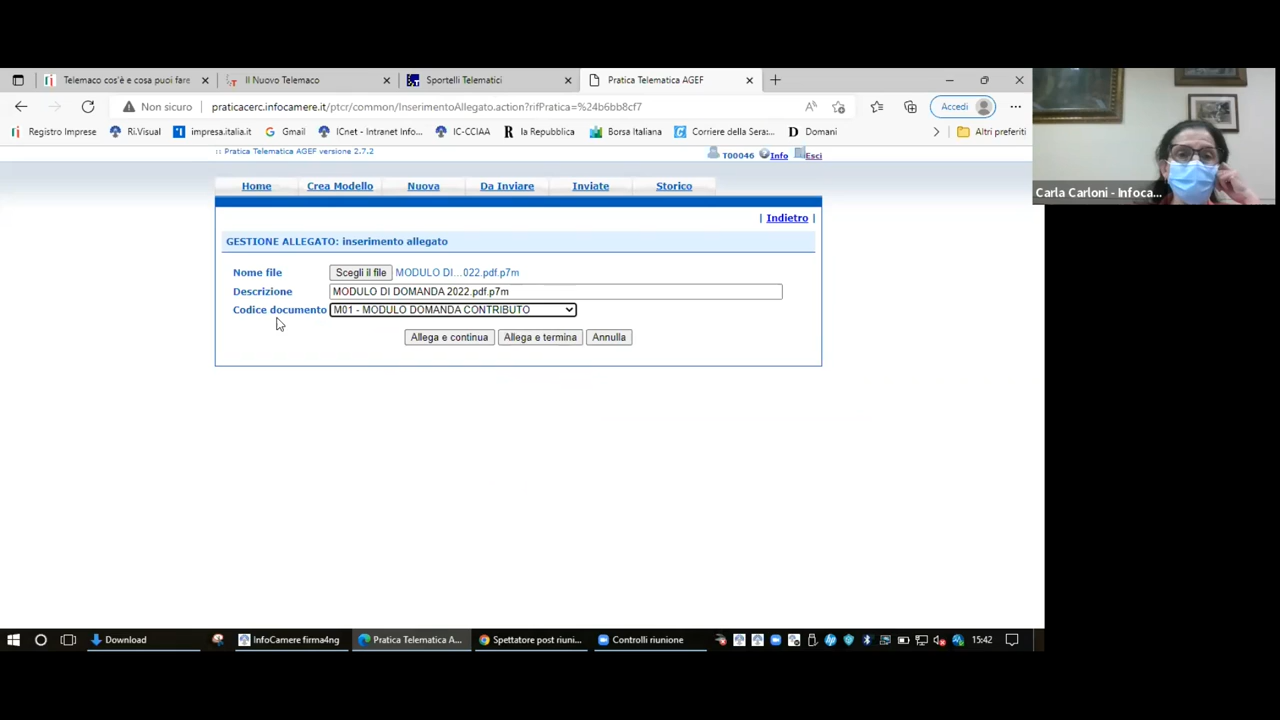 Telemaco cos'è e cosa puoi fare
Il Nuovo Telemaco
Sportelli Telematici
Pratica Telematica AGEF
Non sicuro
praticacerc.infocamere.it/ptcr/common/InserimentoAllegato.action?rifPratica=%24b6bb8cf7
Accedi
Registro Imprese
Ri.Visual
impresa.italia.it
Gmail
ICnet - Intranet Info...
IC-CCIAA
la Repubblica
Borsa Italiana
Corriere della Sera:...
Domani
Altri preferiti
:: Pratica Telematica AGEF versione 2.7.2
T00046 Info Esci
Home Crea Modello Nuova Da Inviare Inviate Storico
| Indietro |
GESTIONE ALLEGATO: inserimento allegato
Nome file Scegli il file MODULO DI...022.pdf.p7m
Descrizione MODULO DI DOMANDA 2022.pdf.p7m
Codice documento M01 - MODULO DOMANDA CONTRIBUTO
Allega e continua Allega e termina Annulla
Carla Carloni - Infoca...
Download
InfoCamere firma4ng
Pratica Telematica A...
Spettatore post riuni...
Controlli riunione
15:42